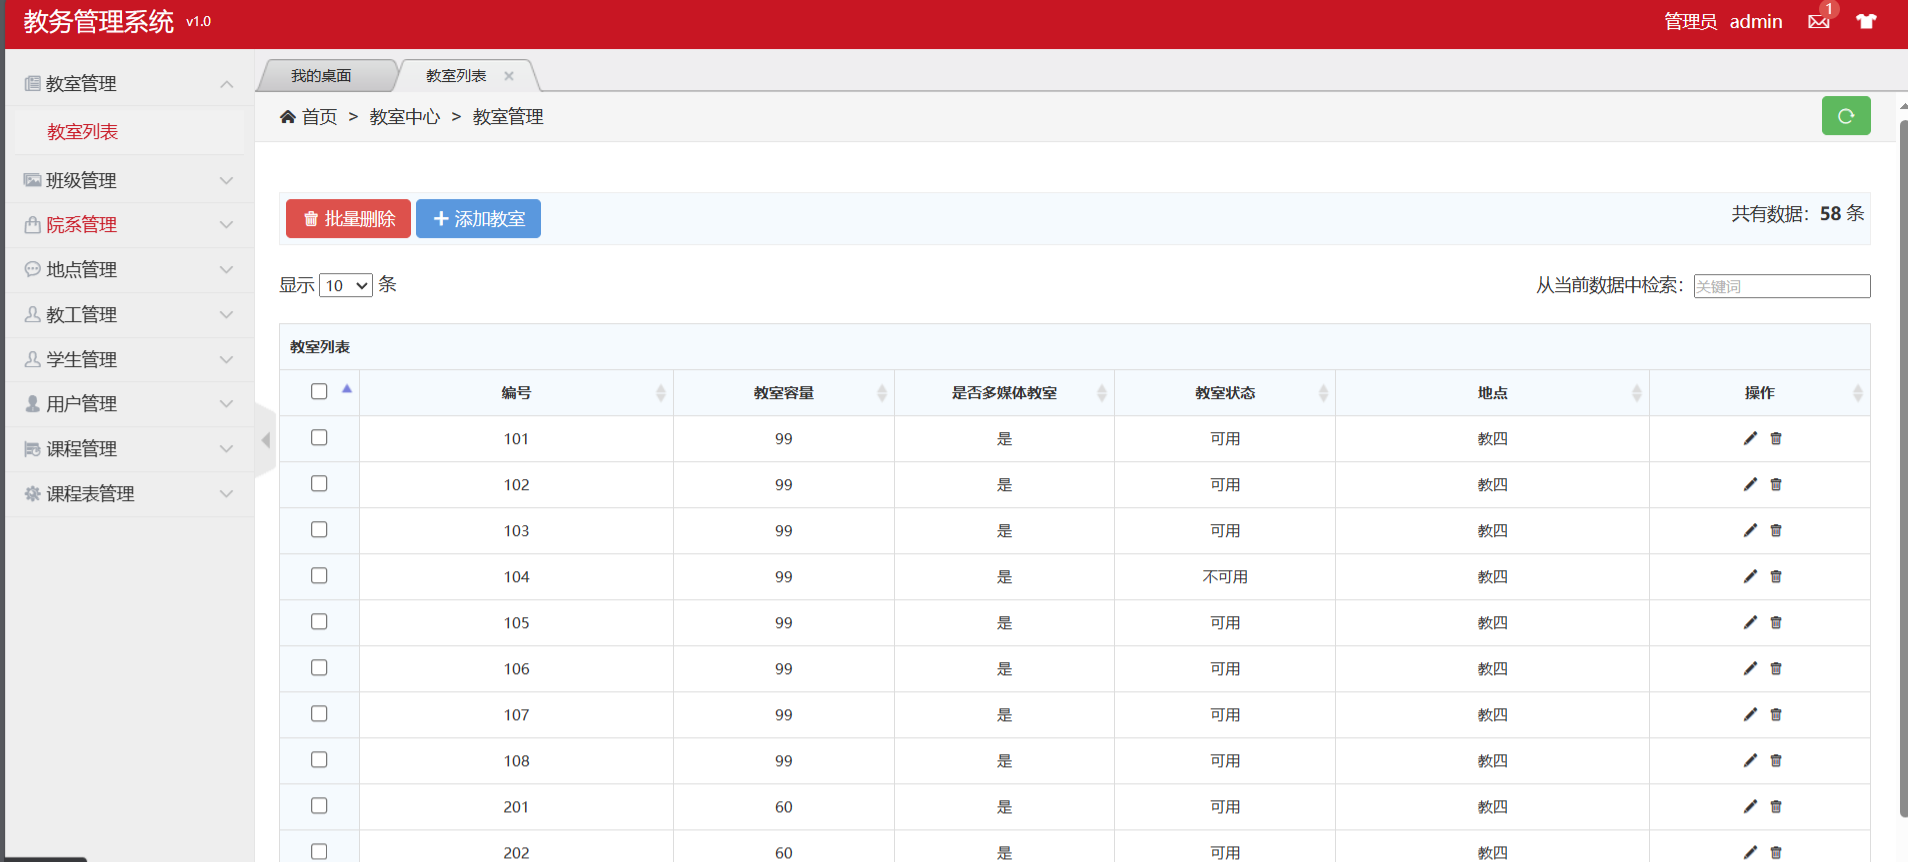 教务管理系统 v1.0 管理员 admin 1
我的桌面 教室列表
首页 > 教室中心 > 教室管理
教室管理
教室列表
班级管理
院系管理
地点管理
教工管理
学生管理
用户管理
课程管理
课程表管理
批量删除 添加教室 共有数据：58 条
显示 10 条 从当前数据中检索： 关键词
教室列表
编号 教室容量 是否多媒体教室 教室状态 地点 操作
101 99 是 可用 教四
102 99 是 可用 教四
103 99 是 可用 教四
104 99 是 不可用 教四
105 99 是 可用 教四
106 99 是 可用 教四
107 99 是 可用 教四
108 99 是 可用 教四
201 60 是 可用 教四
202 60 是 可用 教四